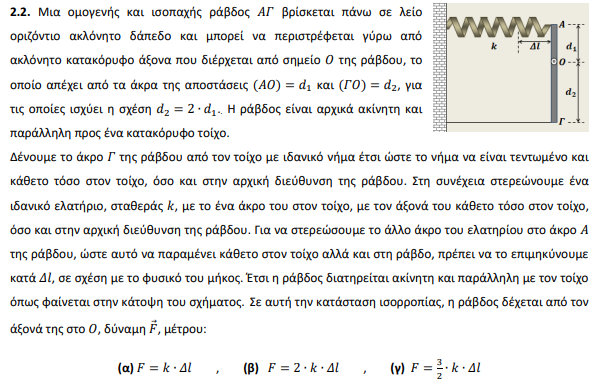 2.2. Μια ομογενής και ισοπαχής ράβδος ΑΓ βρίσκεται πάνω σε λείο
οριζόντιο ακλόνητο δάπεδο και μπορεί να περιστρέφεται γύρω από
ακλόνητο κατακόρυφο άξονα που διέρχεται από σημείο Ο της ράβδου, το
οποίο απέχει από τα άκρα της αποστάσεις (ΑΟ) = d₁ και (ΓΟ) = d₂, για
τις οποίες ισχύει η σχέση d₂ = 2 · d₁. Η ράβδος είναι αρχικά ακίνητη και
παράλληλη προς ένα κατακόρυφο τοίχο.
k
Δl
A
d₁
O
d₂
Γ
Δένουμε το άκρο Γ της ράβδου από τον τοίχο με ιδανικό νήμα έτσι ώστε το νήμα να είναι τεντωμένο και
κάθετο τόσο στον τοίχο, όσο και στην αρχική διεύθυνση της ράβδου. Στη συνέχεια στερεώνουμε ένα
ιδανικό ελατήριο, σταθεράς k, με το ένα άκρο του στον τοίχο, με τον άξονά του κάθετο τόσο στον τοίχο,
όσο και στην αρχική διεύθυνση της ράβδου. Για να στερεώσουμε το άλλο άκρο του ελατηρίου στο άκρο Α
της ράβδου, ώστε αυτό να παραμένει κάθετο στον τοίχο αλλά και στη ράβδο, πρέπει να το επιμηκύνουμε
κατά Δl, σε σχέση με το φυσικό του μήκος. Έτσι η ράβδος διατηρείται ακίνητη και παράλληλη με τον τοίχο
όπως φαίνεται στην κάτοψη του σχήματος. Σε αυτή την κατάσταση ισορροπίας, η ράβδος δέχεται από τον
άξονά της στο Ο, δύναμη F⃗, μέτρου:
(α) F = k · Δl , (β) F = 2 · k · Δl , (γ) F = 3/2 · k · Δl